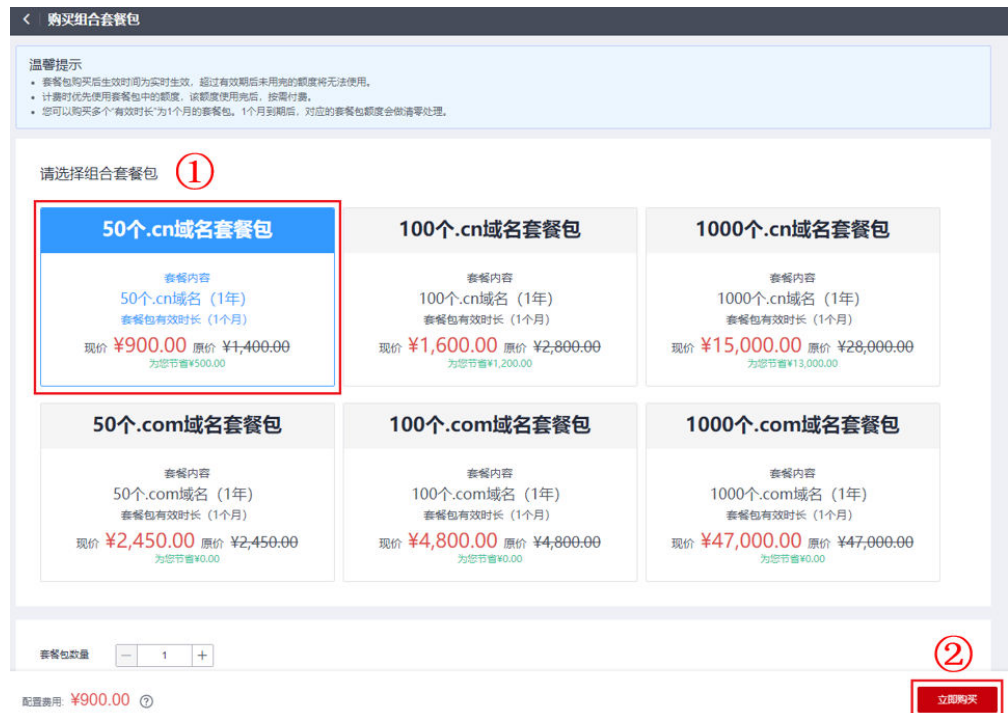 购买组合套餐包
温馨提示
套餐包购买后生效时间为实时生效，超过有效期后未用完的额度将无法使用。
计费时优先使用套餐包中的额度，该额度使用完后，按需付费。
您可以购买多个“有效时长”为1个月的套餐包。1个月到期后，对应的套餐包额度会做清零处理。
请选择组合套餐包 ①
50个.cn域名套餐包
套餐内容
50个.cn域名（1年）
套餐包有效时长（1个月）
现价 ¥900.00 原价 ¥1,400.00
为您节省¥500.00
100个.cn域名套餐包
套餐内容
100个.cn域名（1年）
套餐包有效时长（1个月）
现价 ¥1,600.00 原价 ¥2,800.00
为您节省¥1,200.00
1000个.cn域名套餐包
套餐内容
1000个.cn域名（1年）
套餐包有效时长（1个月）
现价 ¥15,000.00 原价 ¥28,000.00
为您节省¥13,000.00
50个.com域名套餐包
套餐内容
50个.com域名（1年）
套餐包有效时长（1个月）
现价 ¥2,450.00 原价 ¥2,450.00
为您节省¥0.00
100个.com域名套餐包
套餐内容
100个.com域名（1年）
套餐包有效时长（1个月）
现价 ¥4,800.00 原价 ¥4,800.00
为您节省¥0.00
1000个.com域名套餐包
套餐内容
1000个.com域名（1年）
套餐包有效时长（1个月）
现价 ¥47,000.00 原价 ¥47,000.00
为您节省¥0.00
套餐包数量 － 1 ＋
②
配置费用: ¥900.00 ?
立即购买